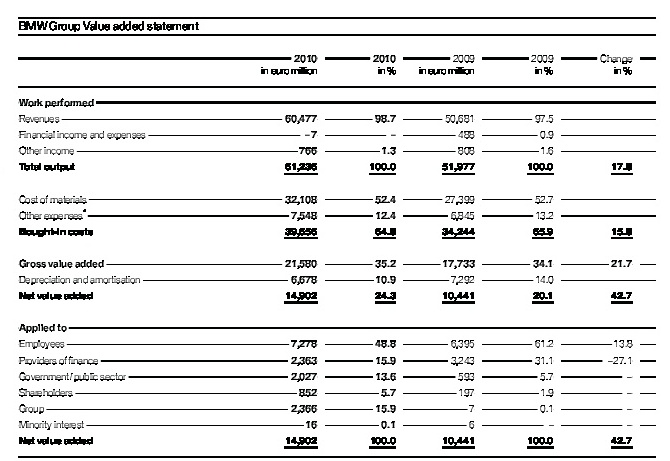 BMW Group Value added statement
2010 2010 2009 2009 Change
in euro million in % in euro million in % in %
Work performed
Revenues 60,477 98.7 50,681 97.5
Financial income and expenses –7 – 488 0.9
Other income 766 1.3 808 1.6
Total output 61,236 100.0 51,977 100.0 17.8
Cost of materials 32,108 52.4 27,399 52.7
Other expenses* 7,548 12.4 6,845 13.2
Bought-in costs 39,656 64.8 34,244 65.9 15.8
Gross value added 21,580 35.2 17,733 34.1 21.7
Depreciation and amortisation 6,678 10.9 7,292 14.0
Net value added 14,902 24.3 10,441 20.1 42.7
Applied to
Employees 7,278 48.8 6,395 61.2 13.8
Providers of finance 2,363 15.9 3,243 31.1 –27.1
Government/public sector 2,027 13.6 593 5.7 –
Shareholders 852 5.7 197 1.9 –
Group 2,366 15.9 7 0.1 –
Minority interest 16 0.1 6 – –
Net value added 14,902 100.0 10,441 100.0 42.7